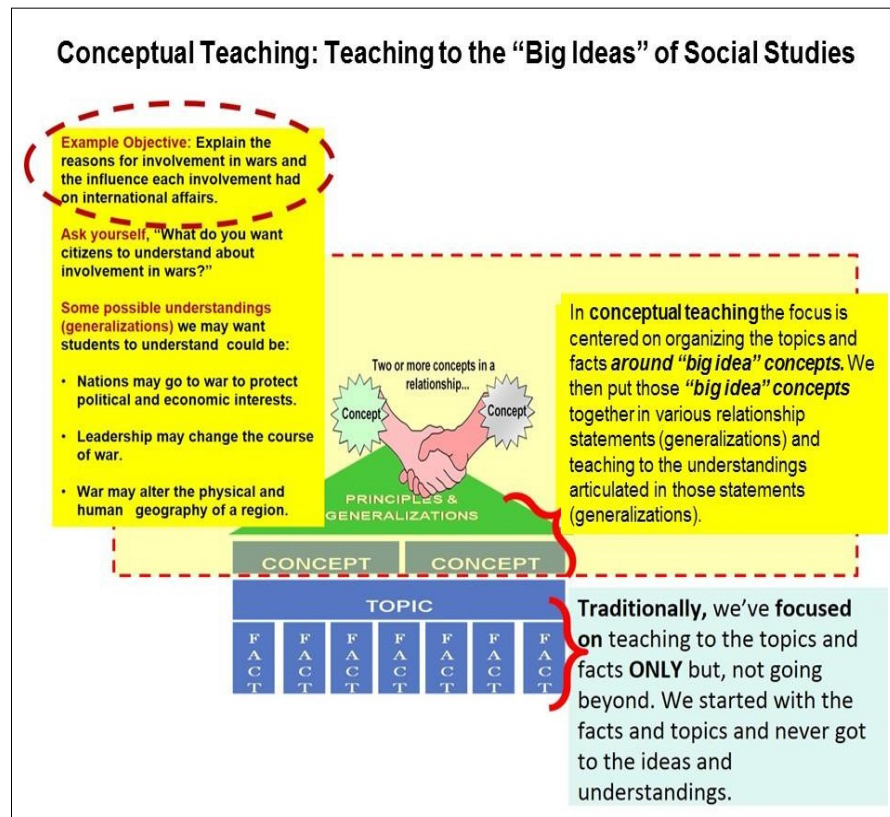 Conceptual Teaching: Teaching to the “Big Ideas” of Social Studies
Example Objective: Explain the
reasons for involvement in wars and
the influence each involvement had
on international affairs.
Ask yourself, “What do you want
citizens to understand about
involvement in wars?”
Some possible understandings
(generalizations) we may want
students to understand could be:
• Nations may go to war to protect
political and economic interests.
• Leadership may change the course
of war.
• War may alter the physical and
human geography of a region.
Two or more concepts in a
relationship...
Concept
Concept
PRINCIPLES &
GENERALIZATIONS
CONCEPT
CONCEPT
TOPIC
FACT
FACT
FACT
FACT
FACT
FACT
FACT
In conceptual teaching the focus is
centered on organizing the topics and
facts around “big idea” concepts. We
then put those “big idea” concepts
together in various relationship
statements (generalizations) and
teaching to the understandings
articulated in those statements
(generalizations).
Traditionally, we’ve focused
on teaching to the topics and
facts ONLY but, not going
beyond. We started with the
facts and topics and never got
to the ideas and
understandings.